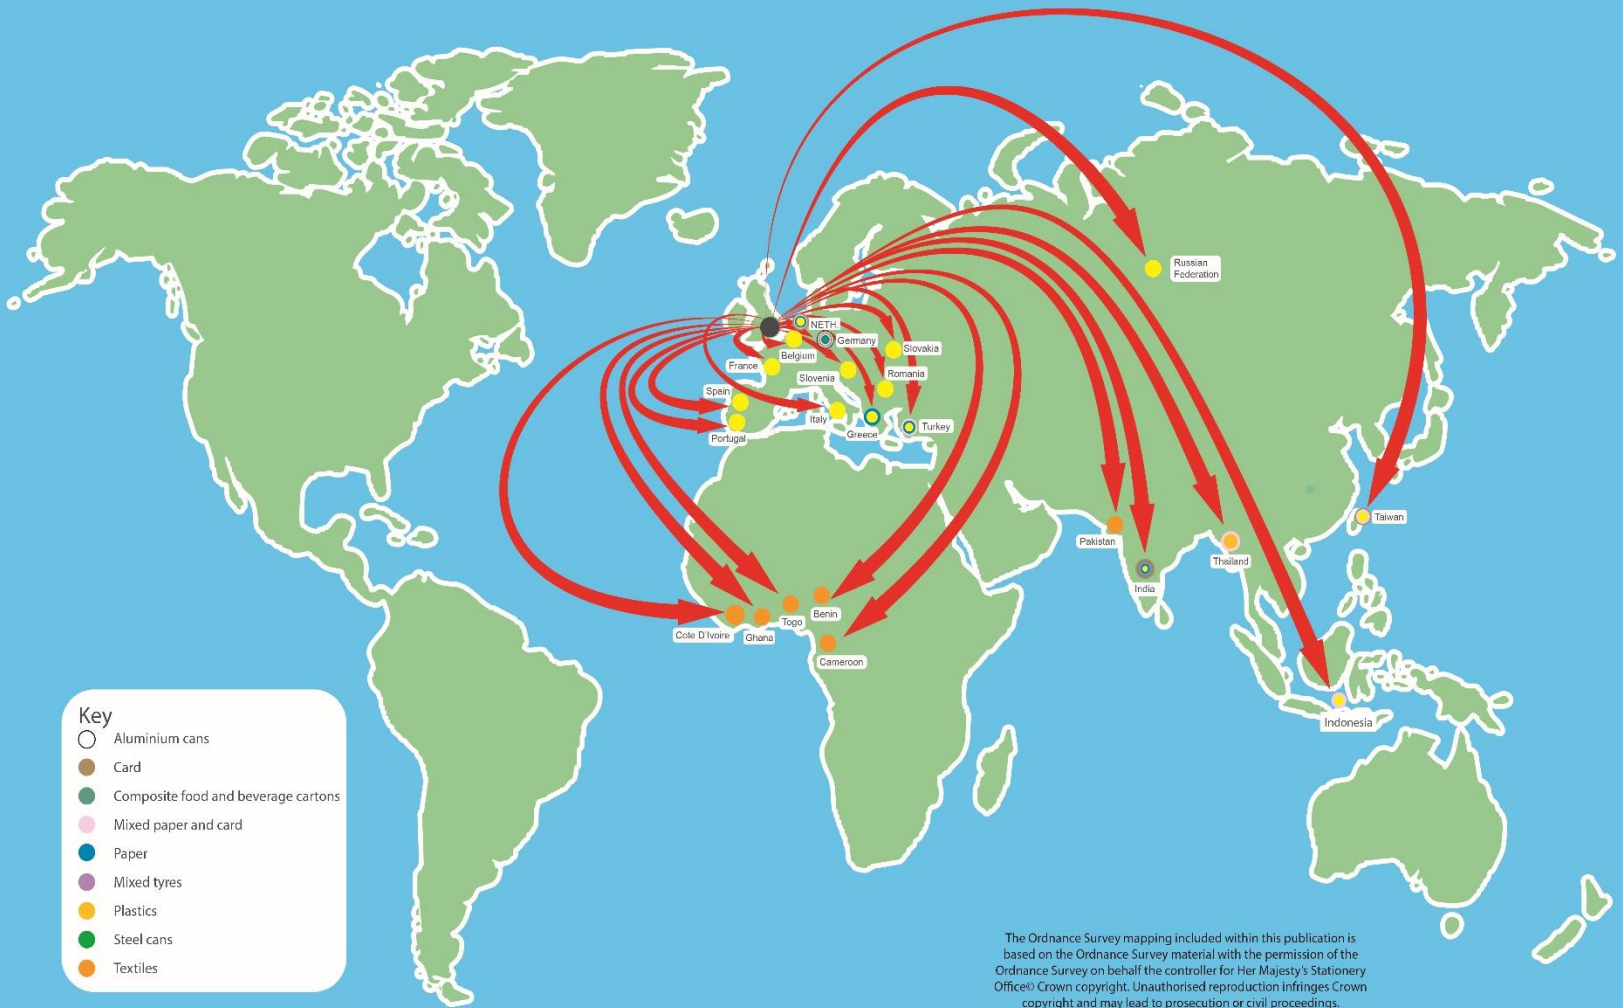 Russian
Federation
NETH.
Germany
Belgium
Slovakia
France
Slovenia
Romania
Spain
Italy
Greece
Turkey
Portugal
Taiwan
Pakistan
Thailand
India
Benin
Togo
Cote D'Ivoire
Ghana
Cameroon
Indonesia
Key
Aluminium cans
Card
Composite food and beverage cartons
Mixed paper and card
Paper
Mixed tyres
Plastics
Steel cans
Textiles
The Ordnance Survey mapping included within this publication is
based on the Ordnance Survey material with the permission of the
Ordnance Survey on behalf the controller for Her Majesty's Stationery
Office© Crown copyright. Unauthorised reproduction infringes Crown
copyright and may lead to prosecution or civil proceedings.